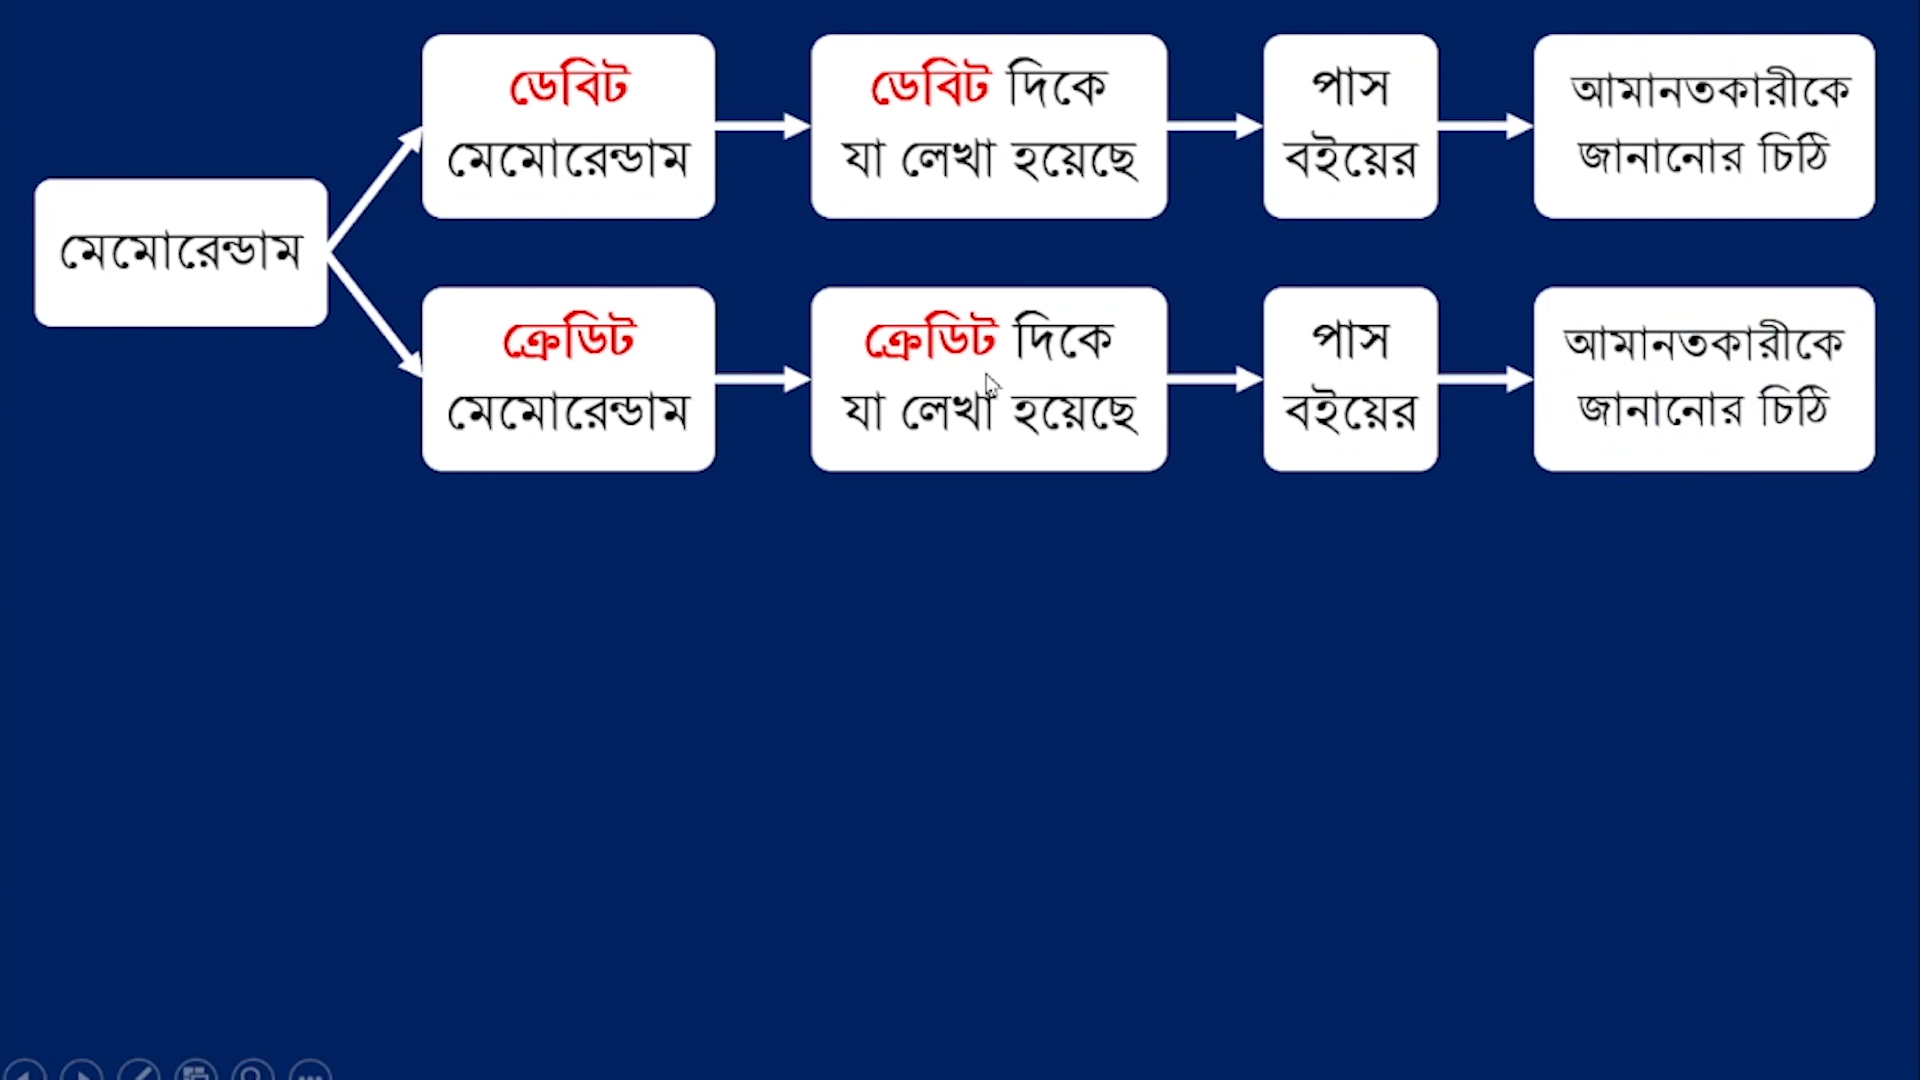 মেমোরেন্ডাম
ডেবিট
মেমোরেন্ডাম
ডেবিট দিকে
যা লেখা হয়েছে
পাস
বইয়ের
আমানতকারীকে
জানানোর চিঠি
ক্রেডিট
মেমোরেন্ডাম
ক্রেডিট দিকে
যা লেখা হয়েছে
পাস
বইয়ের
আমানতকারীকে
জানানোর চিঠি